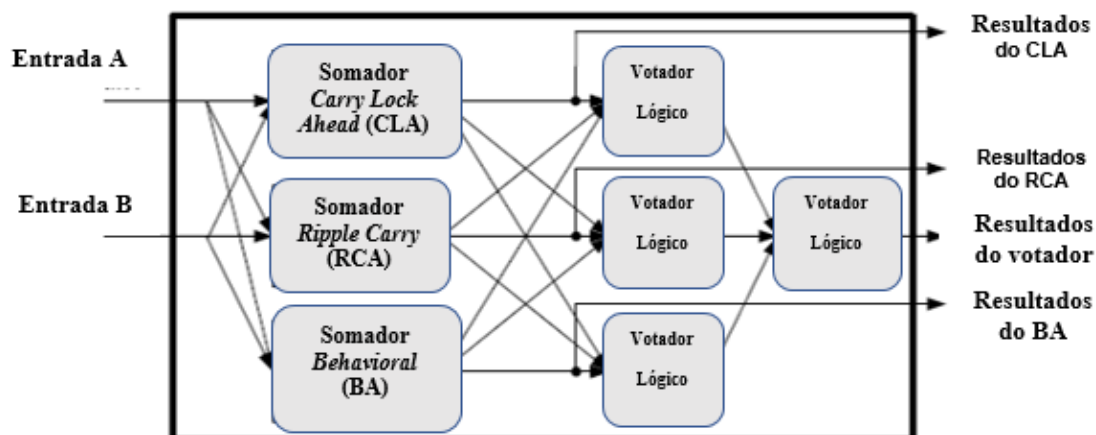 Entrada A
Entrada B
Somador
Carry Lock
Ahead (CLA)
Somador
Ripple Carry
(RCA)
Somador
Behavioral
(BA)
Votador
Lógico
Votador
Lógico
Votador
Lógico
Votador
Lógico
Resultados
do CLA
Resultados
do RCA
Resultados
do votador
Resultados
do BA